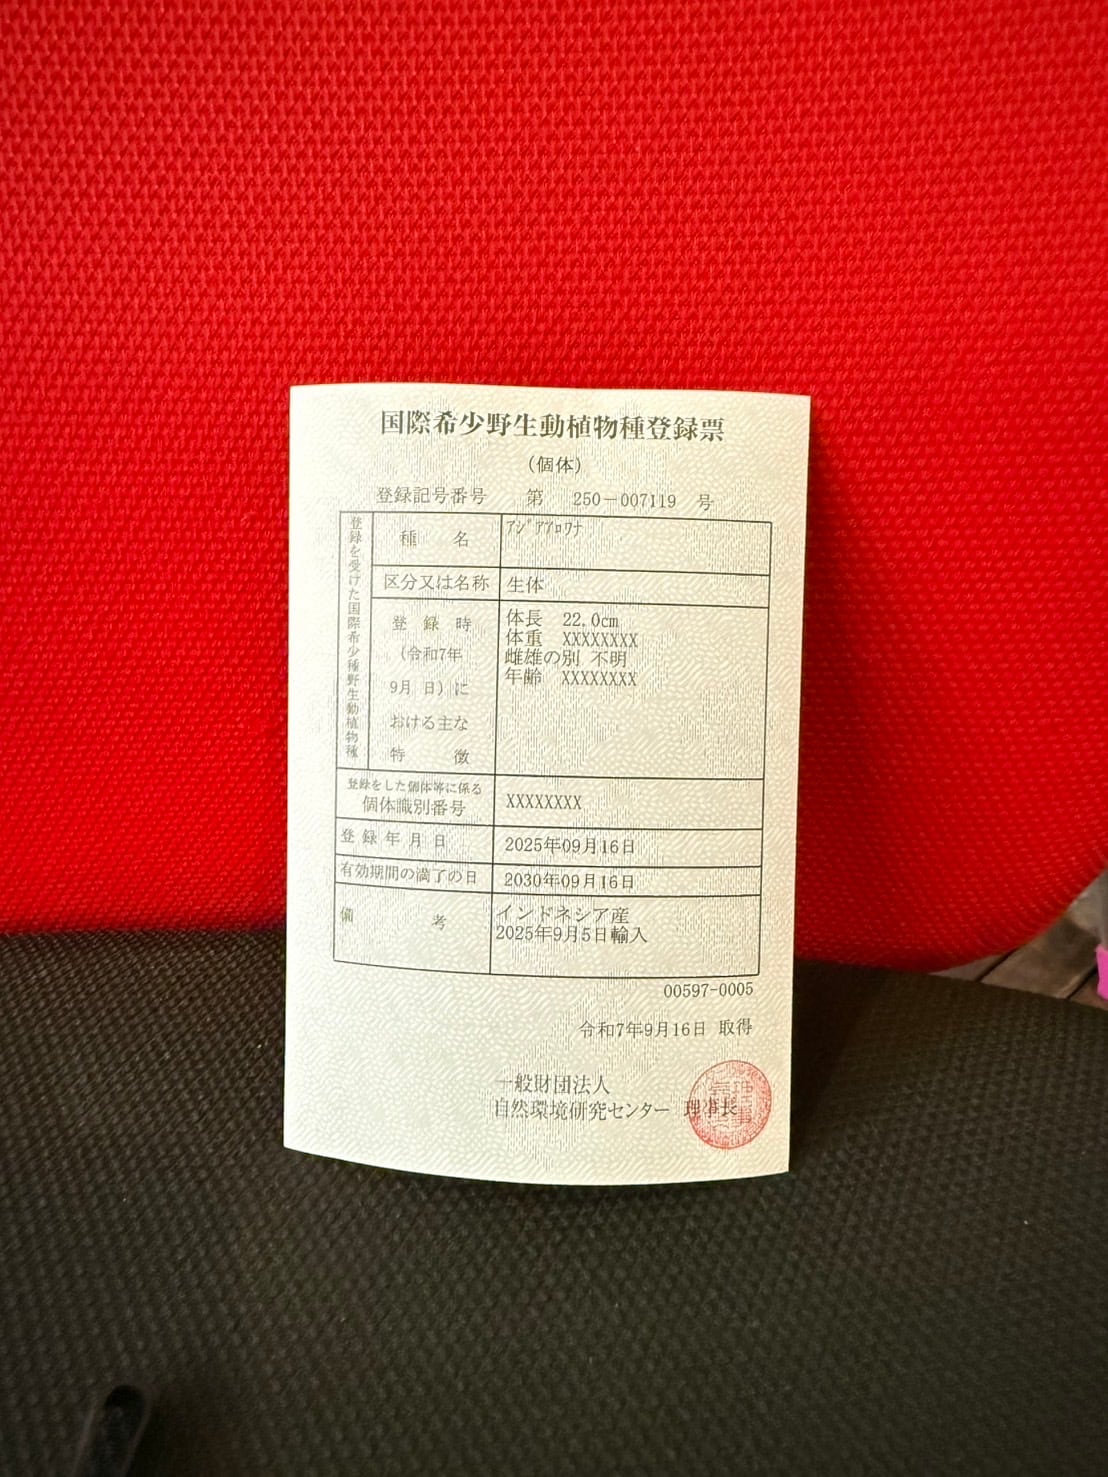 国際希少野生動植物種登録票
(個体)
登録記号番号 第 250-007119 号
登録を受けた国際希少種野生動植物種
種 名 アジアアロワナ
区分又は名称 生体
登 録 時
(令和7年
9月 日)に
おける主な
特 徴
体長 22.0cm
体重 XXXXXXXX
雌雄の別 不明
年齢 XXXXXXXX
登録をした個体等に係る
個体識別番号 XXXXXXXX
登 録 年 月 日 2025年09月16日
有効期間の満了の日 2030年09月16日
備 考 インドネシア産
2025年9月5日輸入
00597-0005
令和7年9月16日 取得
一般財団法人
自然環境研究センター 理事長